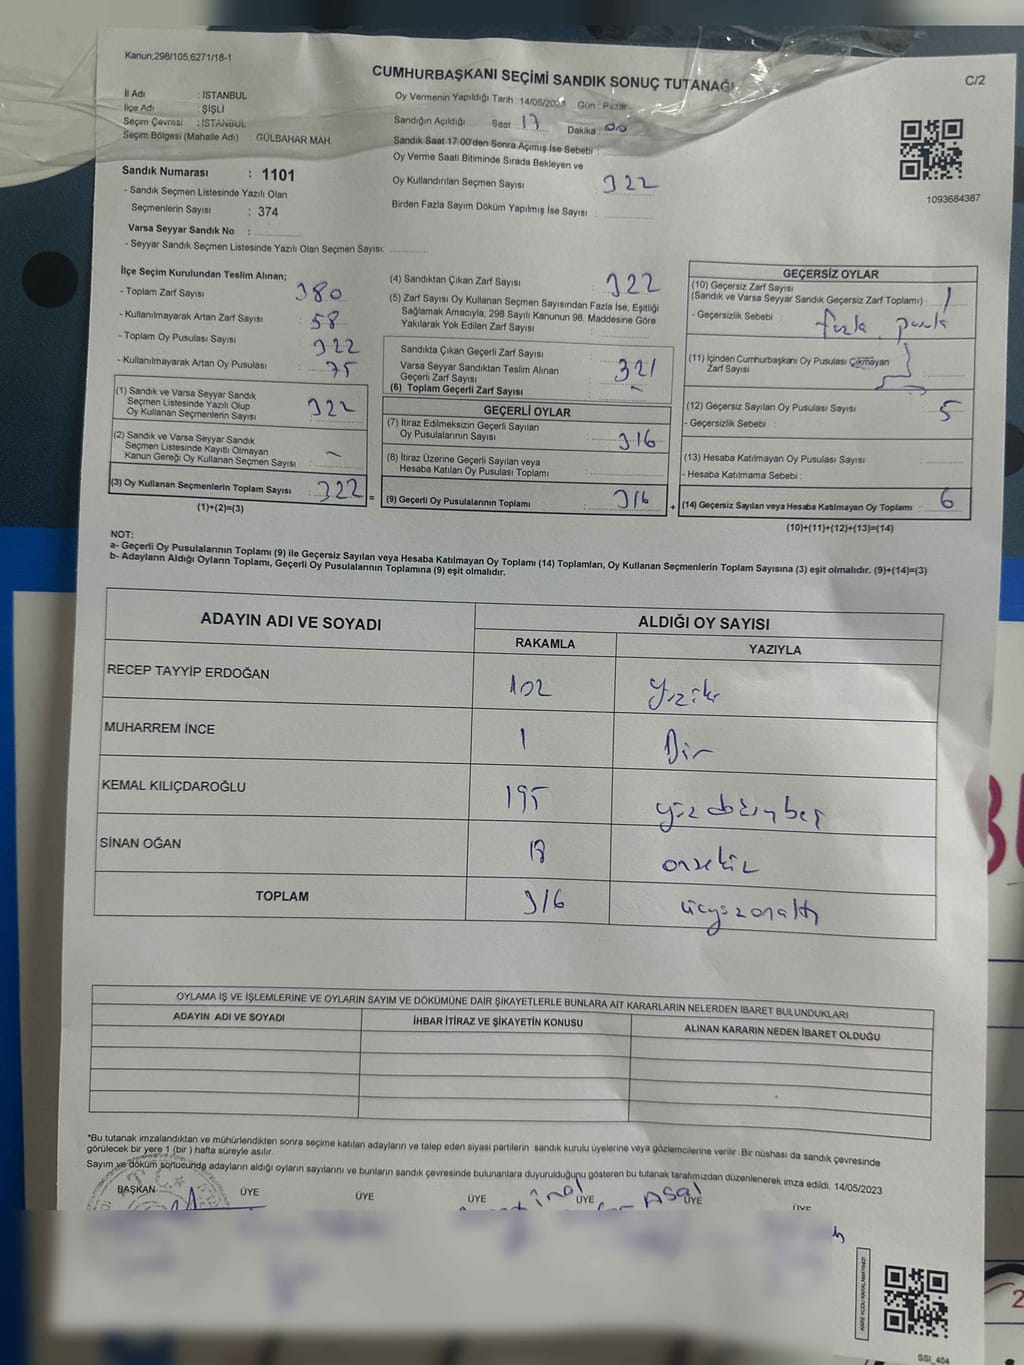 Kanun;298/105;6271/18-1
CUMHURBAŞKANI SEÇİMİ SANDIK SONUÇ TUTANAĞI
C/2
İl Adı : İSTANBUL
İlçe Adı : ŞİŞLİ
Seçim Çevresi : İSTANBUL
Seçim Bölgesi (Mahalle Adı) GÜLBAHAR MAH.
Oy Vermenin Yapıldığı Tarih : 14/05/2023 Gün : Pazar
Sandığın Açıldığı Saat 17 Dakika : 00
Sandık Saat 17:00'den Sonra Açımış İse Sebebi :
Oy Verme Saati Bitiminde Sırada Bekleyen ve
Oy Kullandırılan Seçmen Sayısı 322
Birden Fazla Sayım Döküm Yapılmış İse Sayısı :
1093684387
Sandık Numarası : 1101
- Sandık Seçmen Listesinde Yazılı Olan
Seçmenlerin Sayısı : 374
Varsa Seyyar Sandık No :
- Seyyar Sandık Seçmen Listesinde Yazılı Olan Seçmen Sayısı:
İlçe Seçim Kurulundan Teslim Alınan;
- Toplam Zarf Sayısı : 380
- Kullanılmayarak Artan Zarf Sayısı : 58
- Toplam Oy Pusulası Sayısı : 322
- Kullanılmayarak Artan Oy Pusulası : 75
(1) Sandık ve Varsa Seyyar Sandık
Seçmen Listesinde Yazılı Olup
Oy Kullanan Seçmenlerin Sayısı : 322
(2) Sandık ve Varsa Seyyar Sandık
Seçmen Listesinde Kayıtlı Olmayan
Kanun Gereği Oy Kullanan Seçmen Sayısı : -
(3) Oy Kullanan Seçmenlerin Toplam Sayısı : 322 =
(1)+(2)=(3)
(4) Sandıktan Çıkan Zarf Sayısı : 322
(5) Zarf Sayısı Oy Kullanan Seçmen Sayısından Fazla İse, Eşitliği
Sağlamak Amacıyla; 298 Sayılı Kanunun 98. Maddesine Göre
Yakılarak Yok Edilen Zarf Sayısı :
Sandıkta Çıkan Geçerli Zarf Sayısı :
Varsa Seyyar Sandıktan Teslim Alınan
Geçerli Zarf Sayısı : 321
(6) Toplam Geçerli Zarf Sayısı : -
GEÇERLİ OYLAR
(7) İtiraz Edilmeksizin Geçerli Sayılan
Oy Pusulalarının Sayısı : 316
(8) İtiraz Üzerine Geçerli Sayılan veya
Hesaba Katılan Oy Pusulası Toplamı :
(9) Geçerli Oy Pusulalarının Toplamı : 316 +
GEÇERSİZ OYLAR
(10) Geçersiz Zarf Sayısı
(Sandık ve Varsa Seyyar Sandık Geçersiz Zarf Toplamı) : 1
- Geçersizlik Sebebi : fazla pusula
(11) İçinden Cumhurbaşkanı Oy Pusulası Çıkmayan
Zarf Sayısı :
(12) Geçersiz Sayılan Oy Pusulası Sayısı : 5
- Geçersizlik Sebebi :
(13) Hesaba Katılmayan Oy Pusulası Sayısı :
- Hesaba Katılmama Sebebi :
(14) Geçersiz Sayılan veya Hesaba Katılmayan Oy Toplamı : 6
(10)+(11)+(12)+(13)=(14)
NOT:
a- Geçerli Oy Pusulalarının Toplamı (9) ile Geçersiz Sayılan veya Hesaba Katılmayan Oy Toplamı (14) Toplamları, Oy Kullanan Seçmenlerin Toplam Sayısına (3) eşit olmalıdır. (9)+(14)=(3)
b- Adayların Aldığı Oyların Toplamı, Geçerli Oy Pusulalarının Toplamına (9) eşit olmalıdır.
ADAYIN ADI VE SOYADI ALDIĞI OY SAYISI
RAKAMLA YAZIYLA
RECEP TAYYİP ERDOĞAN 102 yüziki
MUHARREM İNCE 1 Bir
KEMAL KILIÇDAROĞLU 195 yüzdoksanbeş
SİNAN OĞAN 18 onsekiz
TOPLAM 316 üçyüzonaltı
OYLAMA İŞ VE İŞLEMLERİNE VE OYLARIN SAYIM VE DÖKÜMÜNE DAİR ŞİKAYETLERLE BUNLARA AİT KARARLARIN NELERDEN İBARET BULUNDUKLARI
ADAYIN ADI VE SOYADI İHBAR İTİRAZ VE ŞİKAYETİN KONUSU ALINAN KARARIN NEDEN İBARET OLDUĞU
*Bu tutanak imzalandıktan ve mühürlendikten sonra seçime katılan adayların ve talep eden siyasi partilerin sandık kurulu üyelerine veya gözlemcilerine verilir. Bir nüshası da sandık çevresinde
görülecek bir yere 1 (bir ) hafta süreyle asılır.
Sayım ve döküm sonucunda adayların aldığı oyların sayılarını ve bunların sandık çevresinde bulunanlara duyurulduğunu gösteren bu tutanak tarafımızdan düzenlenerek imza edildi. 14/05/2023
BAŞKAN ÜYE ÜYE ÜYE ÜYE ÜYE ÜYE
KARE KODU KARALAMAYINIZ!
SSI_404